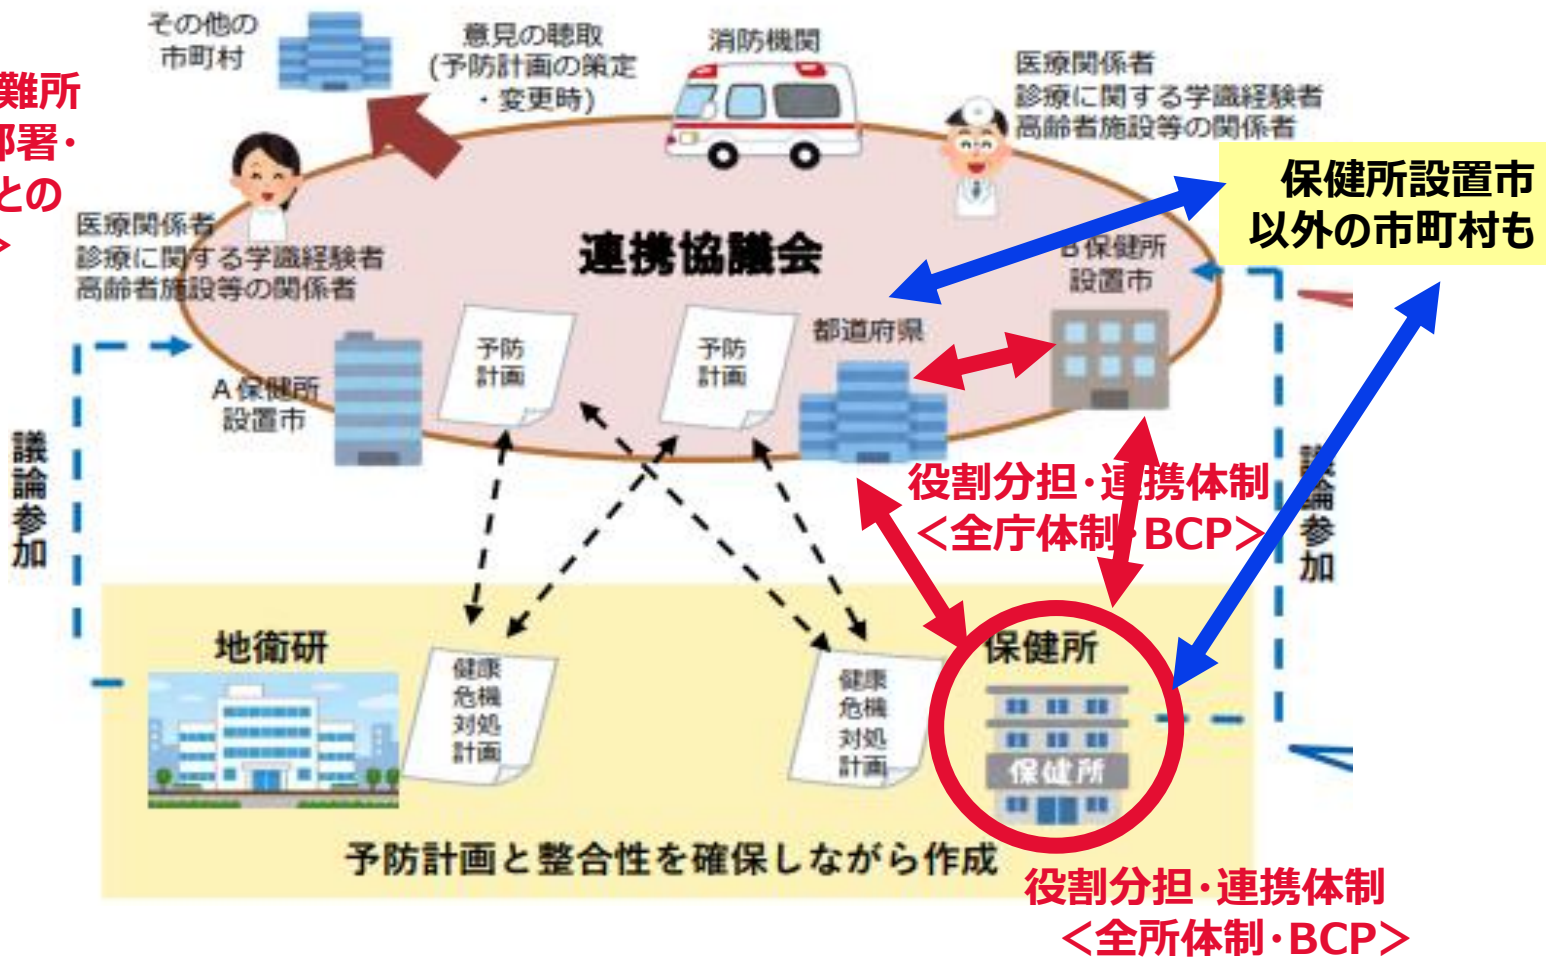 その他の
市町村
意見の聴取
(予防計画の策定
・変更時)
消防機関
医療関係者
診療に関する学識経験者
高齢者施設等の関係者
難所
部署・
との
>
保健所設置市
以外の市町村も
医療関係者
診療に関する学識経験者
高齢者施設等の関係者
連携協議会
B保健所
設置市
予防
計画
予防
計画
都道府県
A保健所
設置市
議論参加
議論参加
役割分担・連携体制
<全庁体制・BCP>
地衛研
健康
危機
対処
計画
健康
危機
対処
計画
保健所
保健所
予防計画と整合性を確保しながら作成
役割分担・連携体制
<全所体制・BCP>